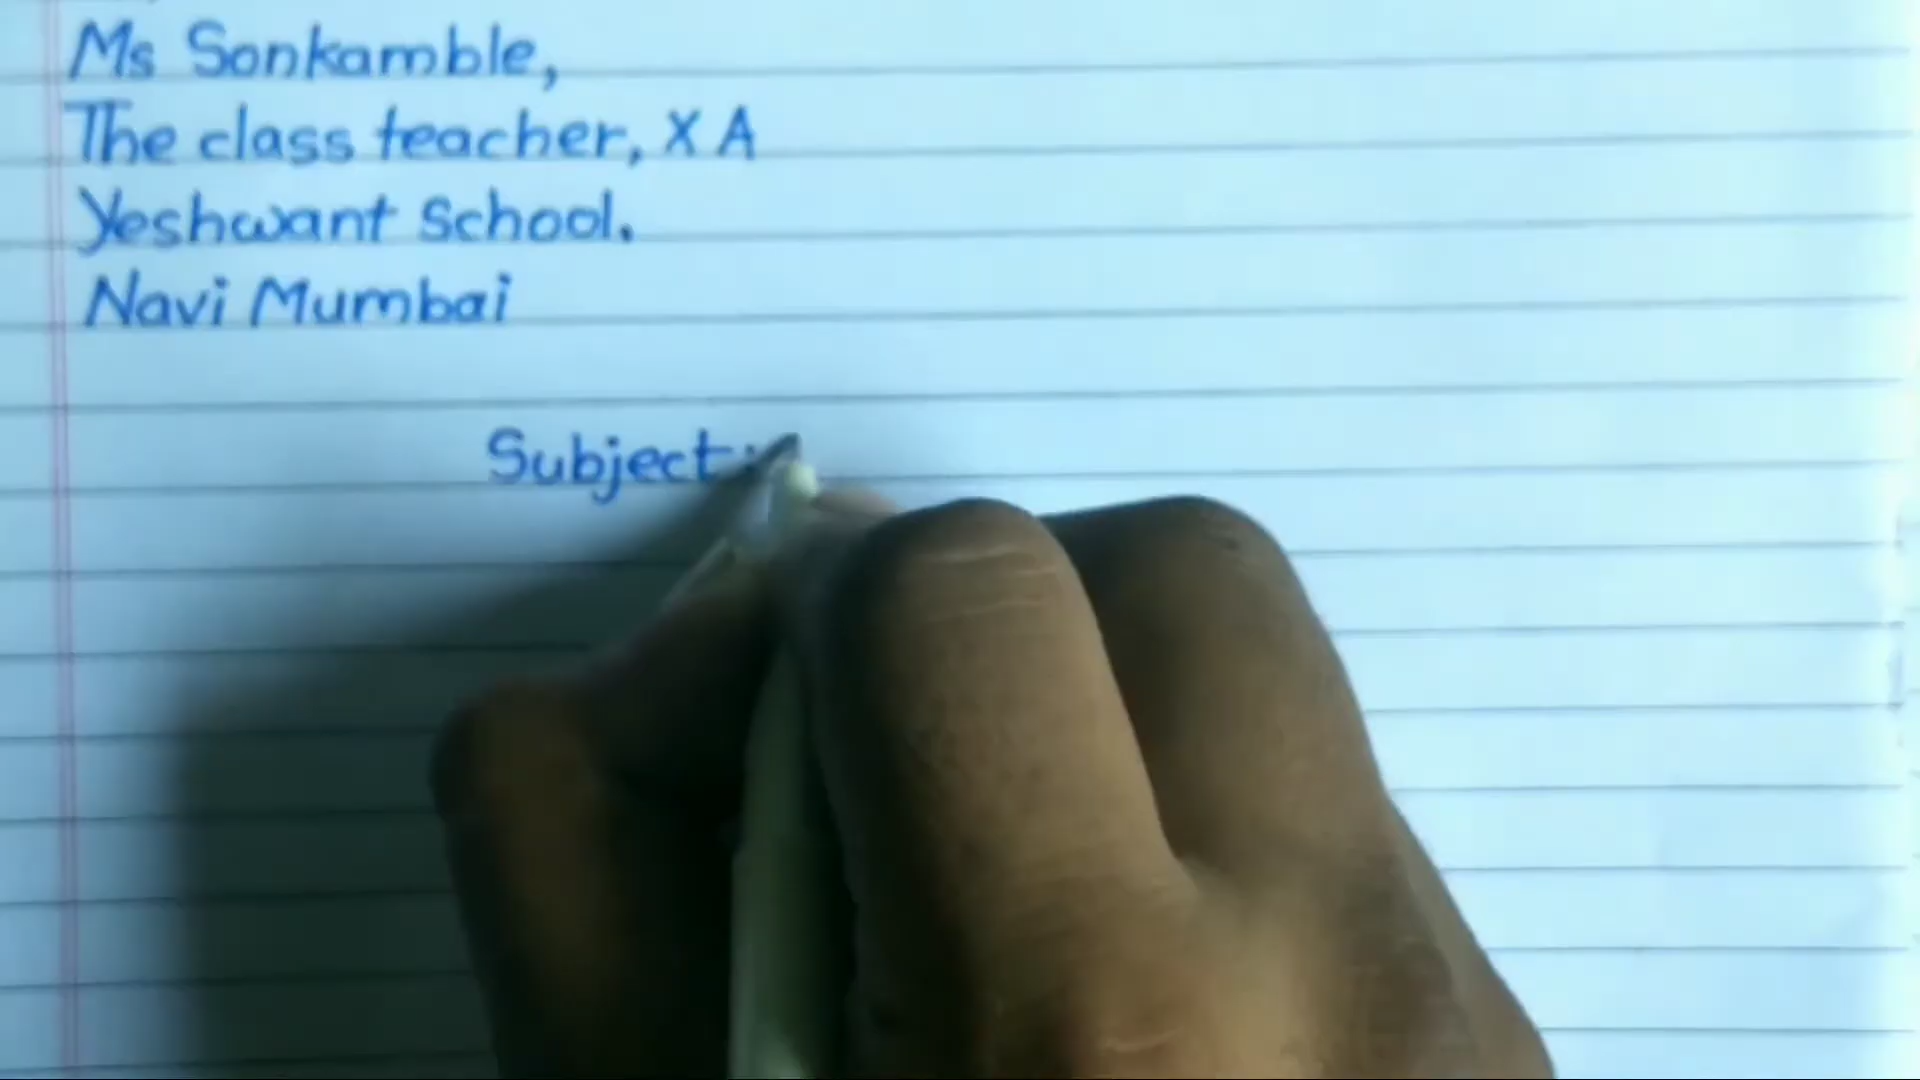 Ms Sonkamble,
The class teacher, X A
Yeshwant School.
Navi Mumbai
Subject: